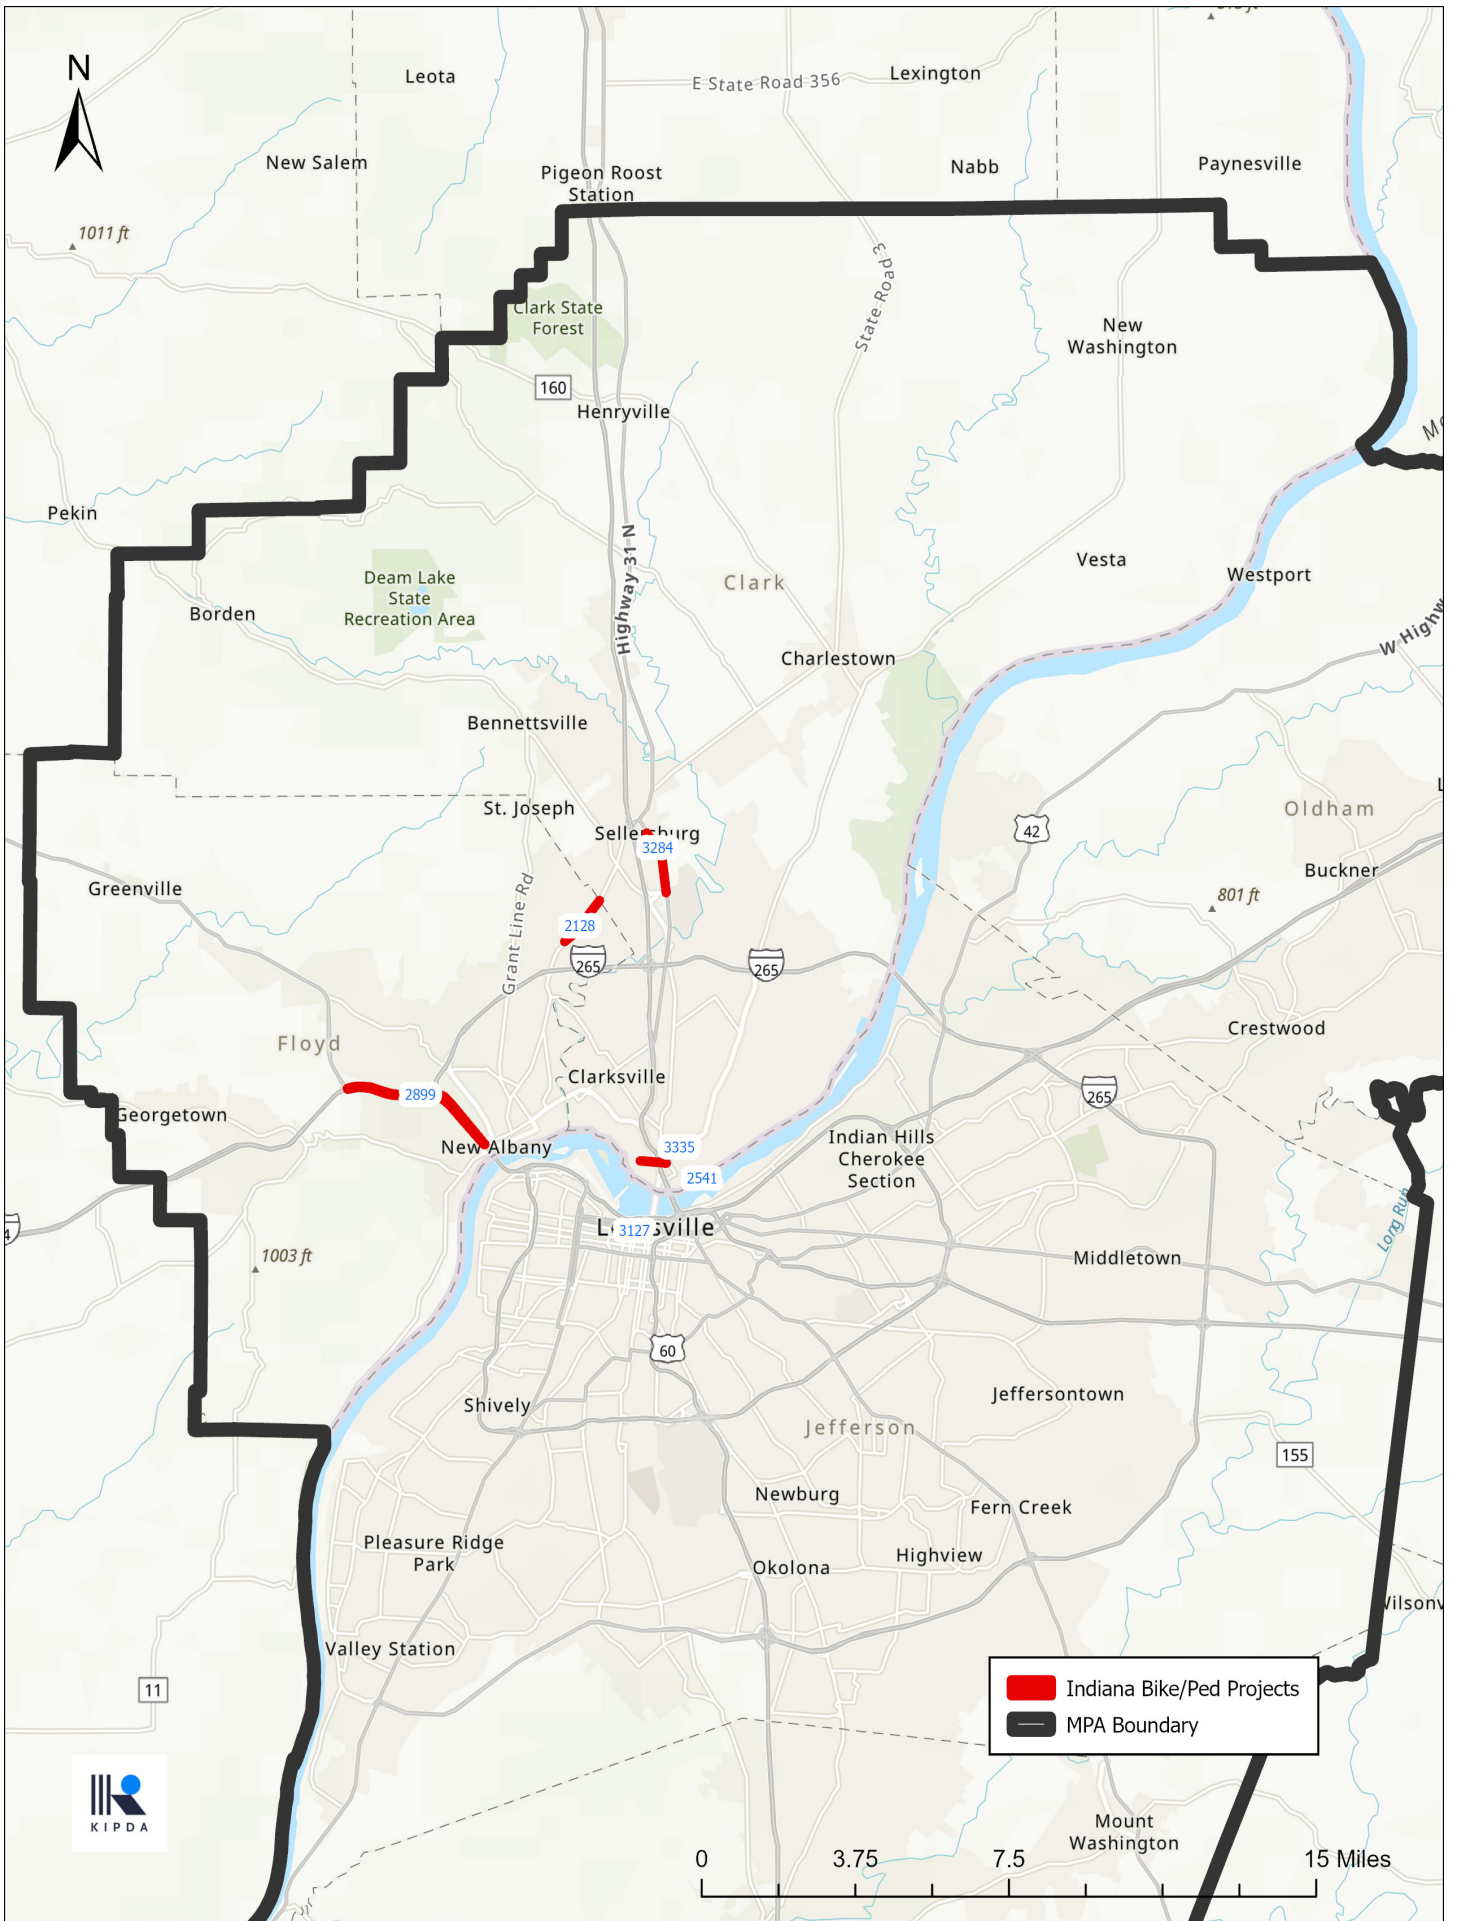 N
Leota
E State Road 356
Lexington
New Salem
Pigeon Roost
Station
Nabb
Paynesville
1011 ft
State Road 3
Clark State
Forest
New
Washington
160
Henryville
Pekin
Highway 31 N
Vesta
Westport
Deam Lake
State
Recreation Area
Clark
Borden
W Highw
Charlestown
Bennettsville
St. Joseph
Sellersburg
3284
42
Oldham
Buckner
Greenville
801 ft
Grant Line Rd
2128
265
265
Crestwood
Floyd
Clarksville
2899
265
Georgetown
New Albany
3335
Indian Hills
Cherokee
Section
2541
Long Run
3127
1003 ft
Middletown
60
Shively
Jeffersontown
Jefferson
155
Newburg
Fern Creek
Pleasure Ridge
Park
Highview
Okolona
Valley Station
11
Indiana Bike/Ped Projects
MPA Boundary
KIPDA
Mount
Washington
0 3.75 7.5 15 Miles